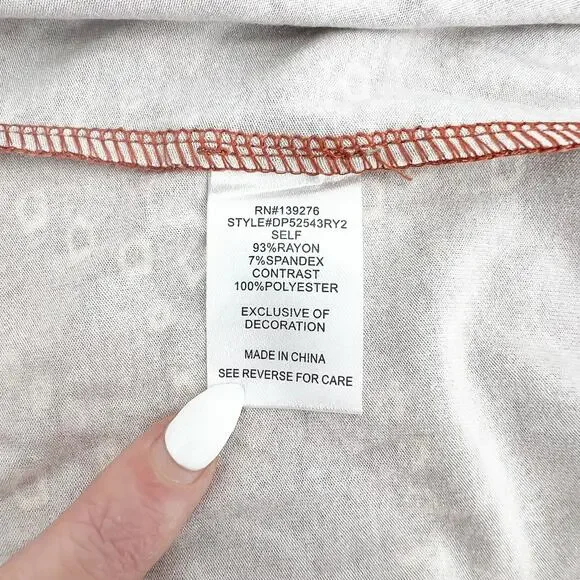 RN#139276
STYLE#DP52543RY2
SELF
93%RAYON
7%SPANDEX
CONTRAST
100%POLYESTER
EXCLUSIVE OF
DECORATION
MADE IN CHINA
SEE REVERSE FOR CARE